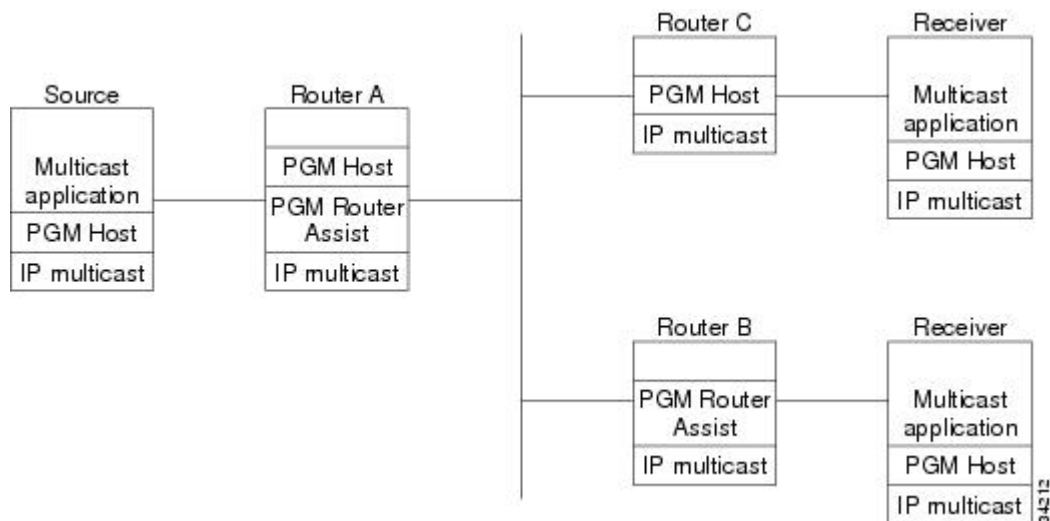 Source
Multicast
application
PGM Host
IP multicast
Router A
PGM Host
PGM Router
Assist
IP multicast
Router C
PGM Host
IP multicast
Receiver
Multicast
application
PGM Host
IP multicast
Router B
PGM Router
Assist
IP multicast
Receiver
Multicast
application
PGM Host
IP multicast
34212